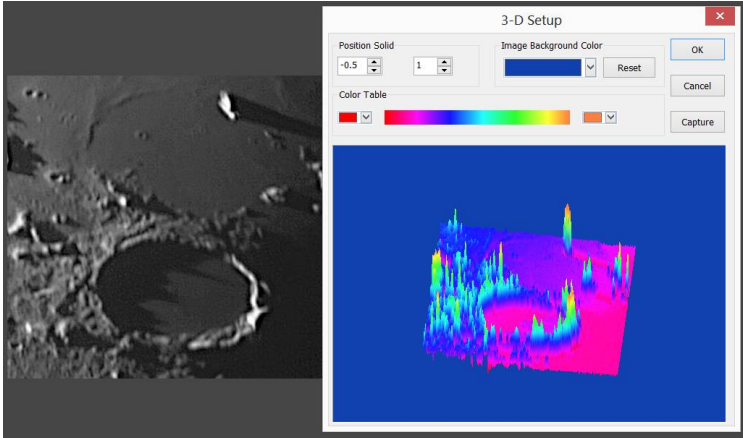 3-D Setup
Position Solid
-0.5 1
Image Background Color
Reset
OK
Cancel
Color Table
Capture